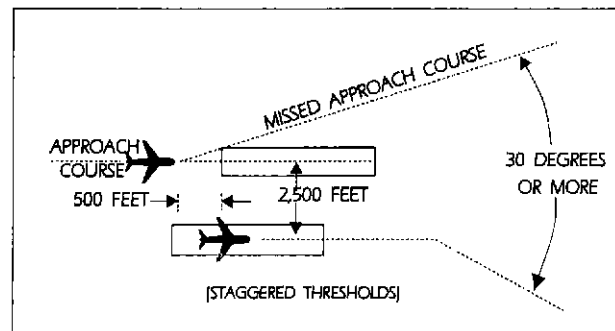 MISSED APPROACH COURSE
APPROACH
COURSE
30 DEGREES
OR MORE
500 FEET
2,500 FEET
[STAGGERED THRESHOLDS]